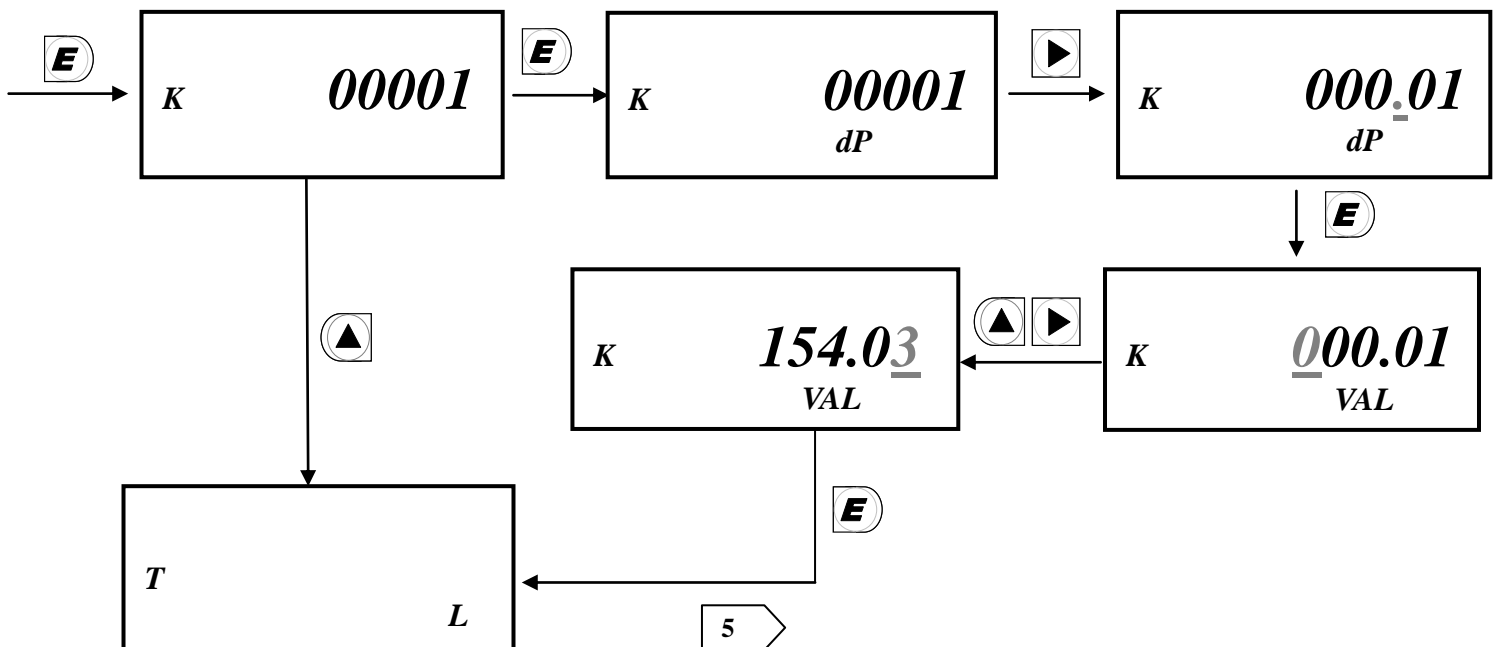 E
E
K 00001
K 00001
dP
K 000.01
dP
E
K 154.03
VAL
K 000.01
VAL
E
T
L
5